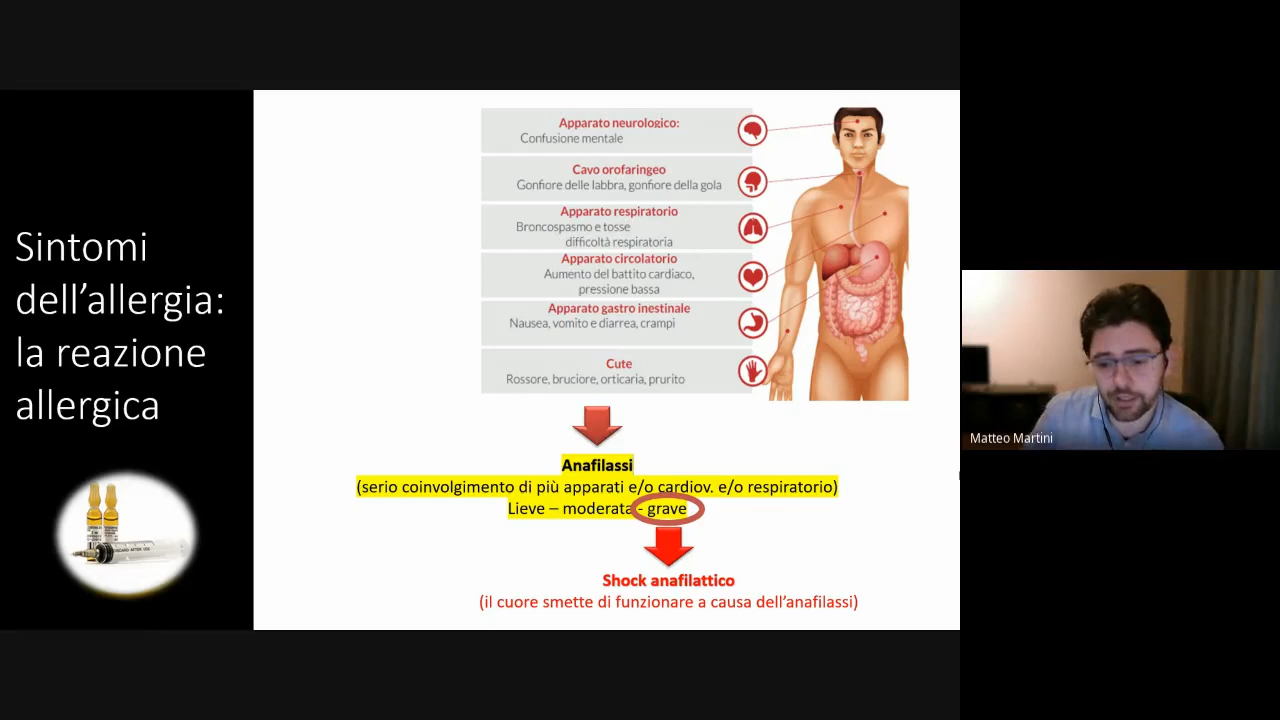 Sintomi
dell'allergia:
la reazione
allergica
Apparato neurologico:
Confusione mentale
Cavo orofaringeo
Gonfiore delle labbra, gonfiore della gola
Apparato respiratorio
Broncospasmo e tosse
difficoltà respiratoria
Apparato circolatorio
Aumento del battito cardiaco,
pressione bassa
Apparato gastro intestinale
Nausea, vomito e diarrea, crampi
Cute
Rossore, bruciore, orticaria, prurito
Anafilassi
(serio coinvolgimento di più apparati e/o cardiov. e/o respiratorio)
Lieve – moderata - grave
Shock anafilattico
(il cuore smette di funzionare a causa dell'anafilassi)
Matteo Martini